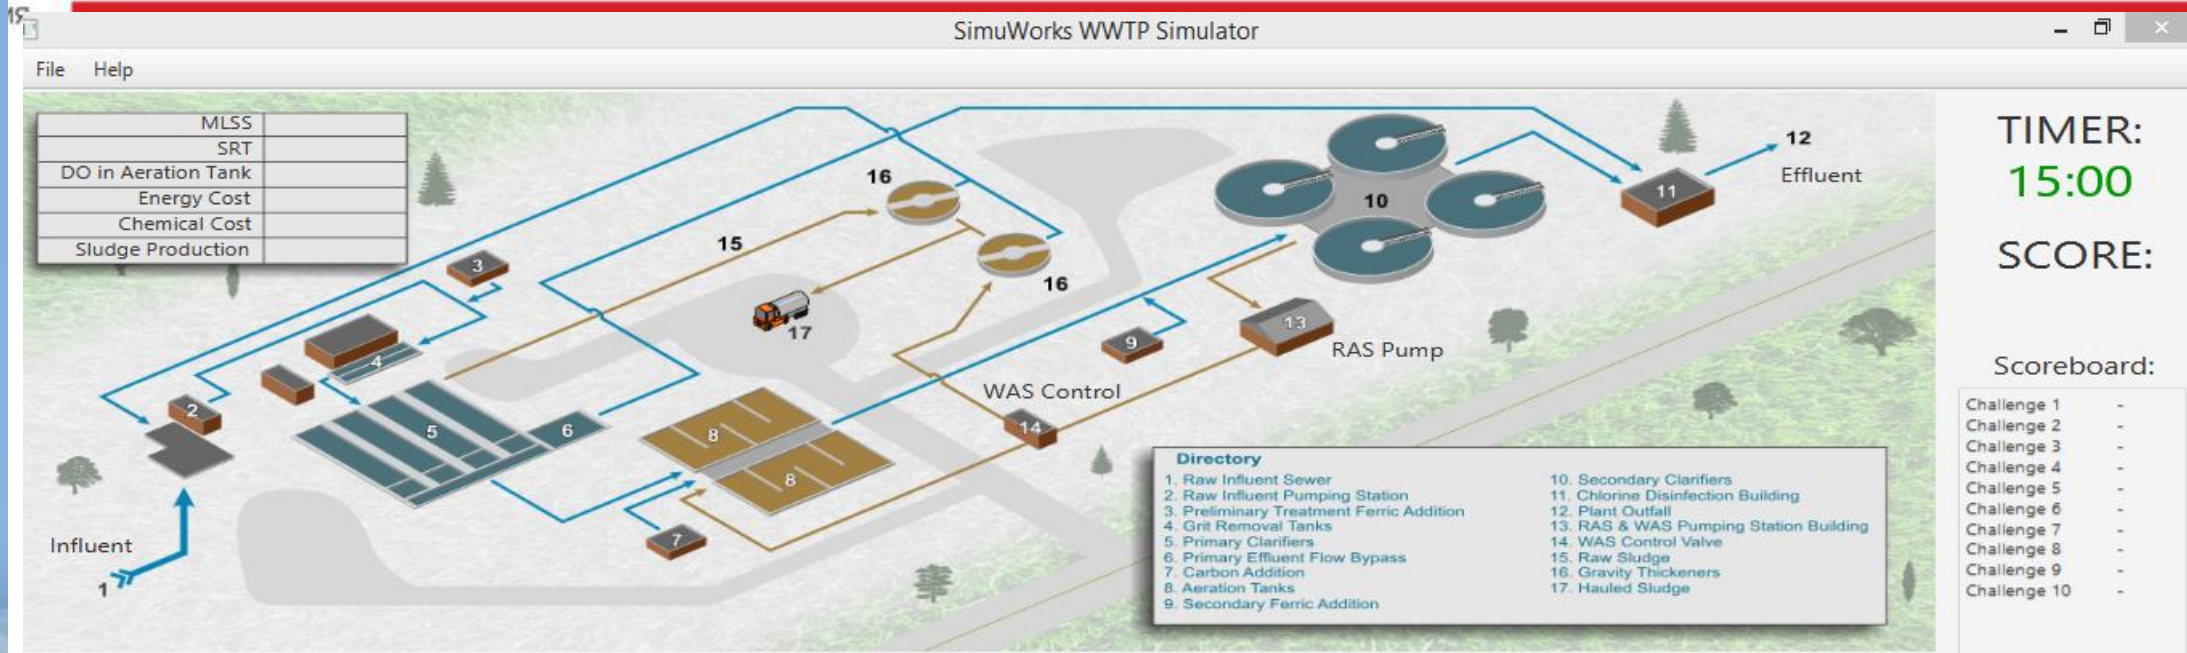 SimuWorks WWTP Simulator
File Help
MLSS
SRT
DO in Aeration Tank
Energy Cost
Chemical Cost
Sludge Production
TIMER:
15:00
SCORE:
Scoreboard:
Challenge 1 -
Challenge 2 -
Challenge 3 -
Challenge 4 -
Challenge 5 -
Challenge 6 -
Challenge 7 -
Challenge 8 -
Challenge 9 -
Challenge 10 -
12
Effluent
11
10
16
16
15
3
17
13
RAS Pump
9
WAS Control
14
4
2
5
6
8
8
7
Influent
1
Directory
1. Raw Influent Sewer
2. Raw Influent Pumping Station
3. Preliminary Treatment Ferric Addition
4. Grit Removal Tanks
5. Primary Clarifiers
6. Primary Effluent Flow Bypass
7. Carbon Addition
8. Aeration Tanks
9. Secondary Ferric Addition
10. Secondary Clarifiers
11. Chlorine Disinfection Building
12. Plant Outfall
13. RAS & WAS Pumping Station Building
14. WAS Control Valve
15. Raw Sludge
16. Gravity Thickeners
17. Hauled Sludge